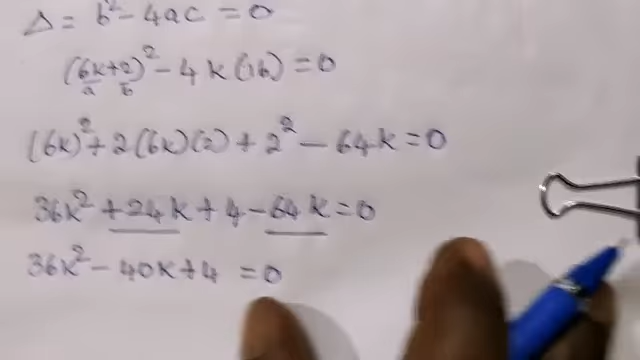 Δ = b² - 4ac = 0
(6k+2)² - 4k(16) = 0
a b
(6k)² + 2(6k)(2) + 2² - 64k = 0
36k² + 24k + 4 - 64k = 0
36k² - 40k + 4 = 0